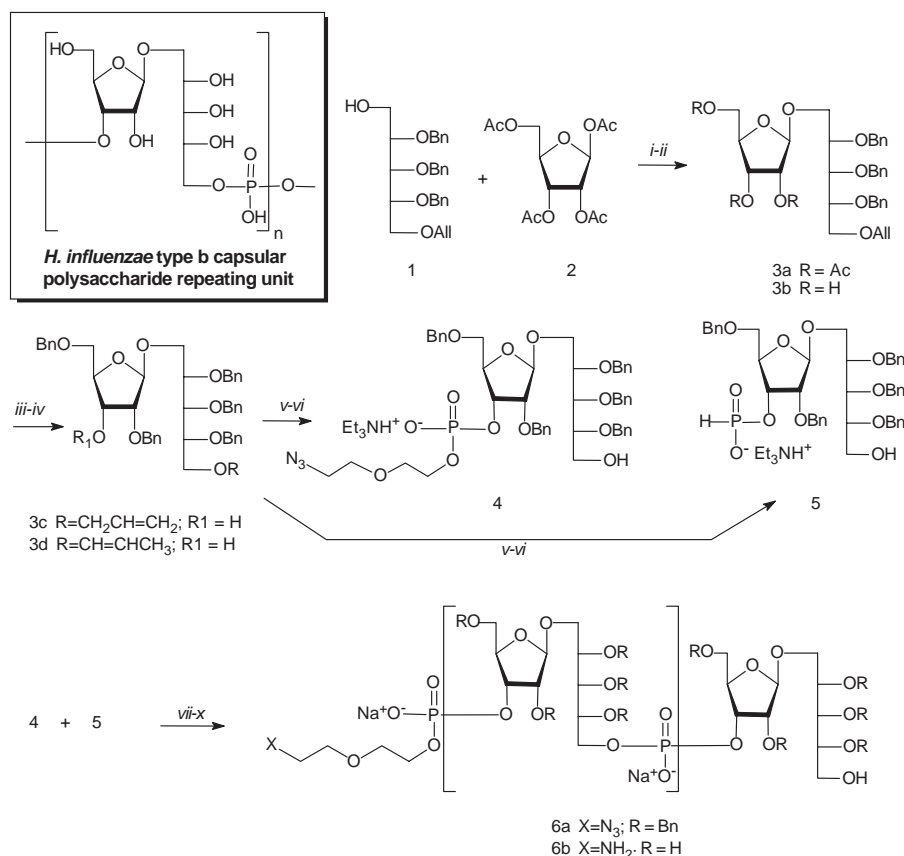 HO
O
O
OH
OH
OH
O
OH
O
O
P
O
OH
n
H. influenzae type b capsular
polysaccharide repeating unit
HO
OBn
OBn
OBn
OAll
1
+
AcO
OAc
O
AcO
OAc
2
i-ii
RO
O
O
OBn
OBn
RO
OR
OBn
OAll
3a R = Ac
3b R = H
BnO
O
O
OBn
OBn
O
R1
OBn
OBn
OR
3c R=CH2CH=CH2; R1 = H
3d R=CH=CHCH3; R1 = H
iii-iv
v-vi
BnO
O
O
OBn
OBn
OBn
O
Et3NH+
O-
P
O
OBn
O
OH
N3
O
4
BnO
O
O
OBn
OBn
OBn
O
H
P
O
OBn
O-
Et3NH+
OH
5
v-vi
4 + 5
vii-x
RO
O
O
OR
OR
OR
O
Na+O-
P
O
OR
O
X
O
O
O
P
Na+O-
O
RO
O
O
OR
OR
OR
OH
6a X=N3; R = Bn
6b X=NH2; R = H